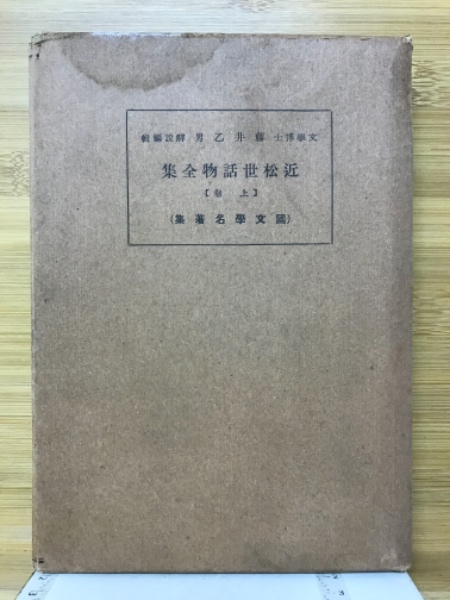 文學博士 藤井乙男 解說編輯
近松世話物全集
【上卷】
(國文學名著集)